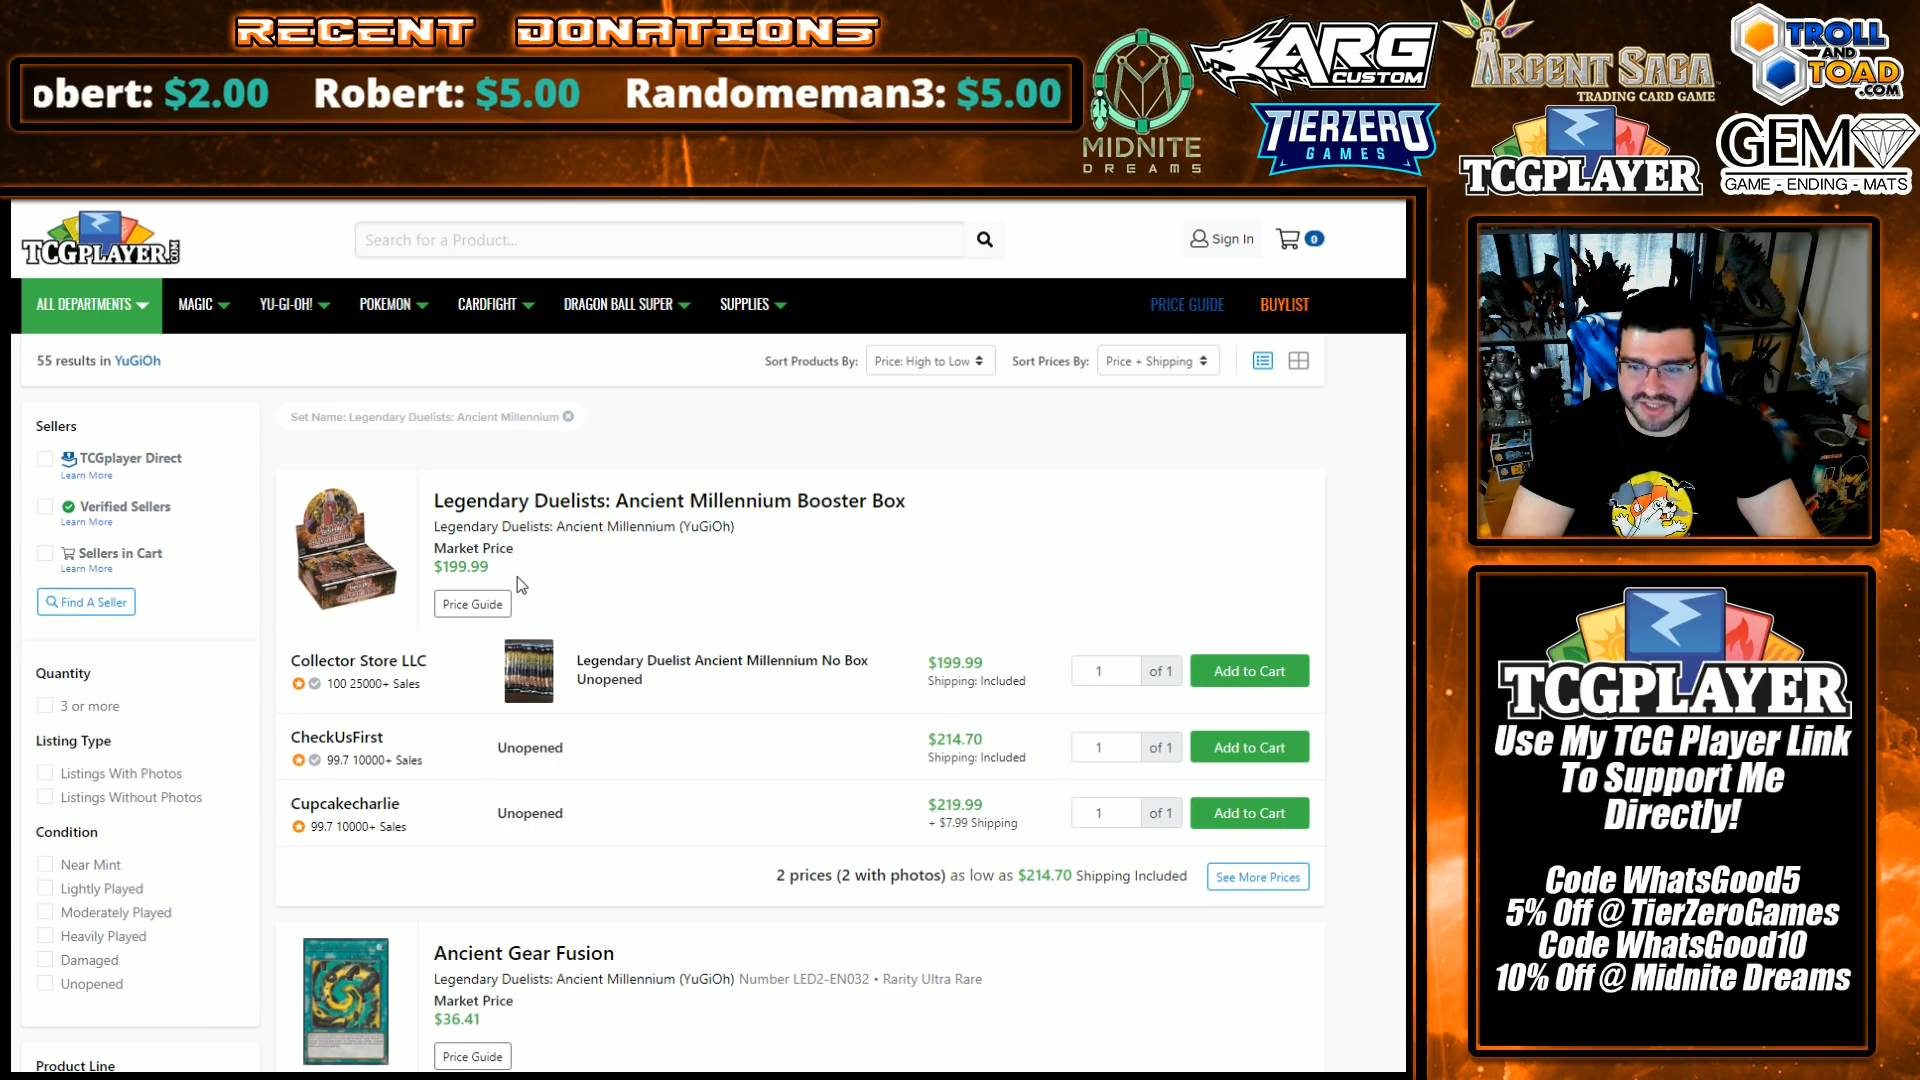 RECENT DONATIONS
obert: $2.00 Robert: $5.00 Randomeman3: $5.00
MIDNITE
DREAMS
ARG
CUSTOM
TIERZERO
GAMES
ARGENT SAGA
TRADING CARD GAME
TROLL
AND
TOAD
.COM
TCGPLAYER
GEM
GAME - ENDING - MATS
TCGPLAYER.COM
Search for a Product...
Sign In
0
ALL DEPARTMENTS MAGIC YU-GI-OH! POKEMON CARDFIGHT DRAGON BALL SUPER SUPPLIES PRICE GUIDE BUYLIST
55 results in YuGiOh
Sort Products By: Price: High to Low Sort Prices By: Price + Shipping
Set Name: Legendary Duelists: Ancient Millennium
Sellers
TCGplayer Direct
Learn More
Verified Sellers
Learn More
Sellers in Cart
Learn More
Find A Seller
Quantity
3 or more
Listing Type
Listings With Photos
Listings Without Photos
Condition
Near Mint
Lightly Played
Moderately Played
Heavily Played
Damaged
Unopened
Product Line
Legendary Duelists: Ancient Millennium Booster Box
Legendary Duelists: Ancient Millennium (YuGiOh)
Market Price
$199.99
Price Guide
Collector Store LLC
100 25000+ Sales
Legendary Duelist Ancient Millennium No Box
Unopened
$199.99
Shipping: Included
1 of 1 Add to Cart
CheckUsFirst
99.7 10000+ Sales
Unopened
$214.70
Shipping: Included
1 of 1 Add to Cart
Cupcakecharlie
99.7 10000+ Sales
Unopened
$219.99
+ $7.99 Shipping
1 of 1 Add to Cart
2 prices (2 with photos) as low as $214.70 Shipping Included See More Prices
Ancient Gear Fusion
Legendary Duelists: Ancient Millennium (YuGiOh) Number LED2-EN032 • Rarity Ultra Rare
Market Price
$36.41
Price Guide
TCGPLAYER
Use My TCG Player Link
To Support Me
Directly!
Code WhatsGood5
5% Off @ TierZeroGames
Code WhatsGood10
10% Off @ Midnite Dreams